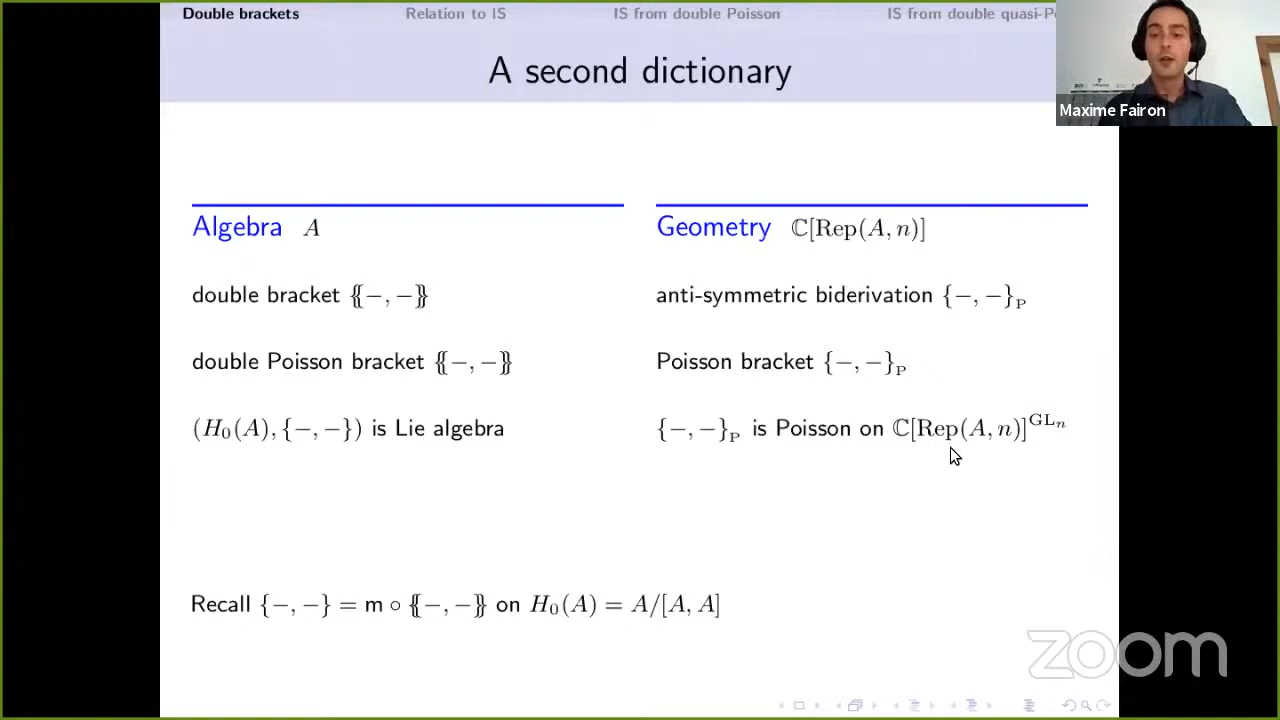 Double brackets Relation to IS IS from double Poisson IS from double quasi-P
A second dictionary
Maxime Fairon
Algebra A
Geometry ℂ[Rep(A, n)]
double bracket {{−, −}}
anti-symmetric biderivation {−, −}_P
double Poisson bracket {{−, −}}
Poisson bracket {−, −}_P
(H₀(A), {−, −}) is Lie algebra
{−, −}_P is Poisson on ℂ[Rep(A, n)]^{GL_n}
Recall {−, −} = m ∘ {{−, −}} on H₀(A) = A/[A, A]
zoom